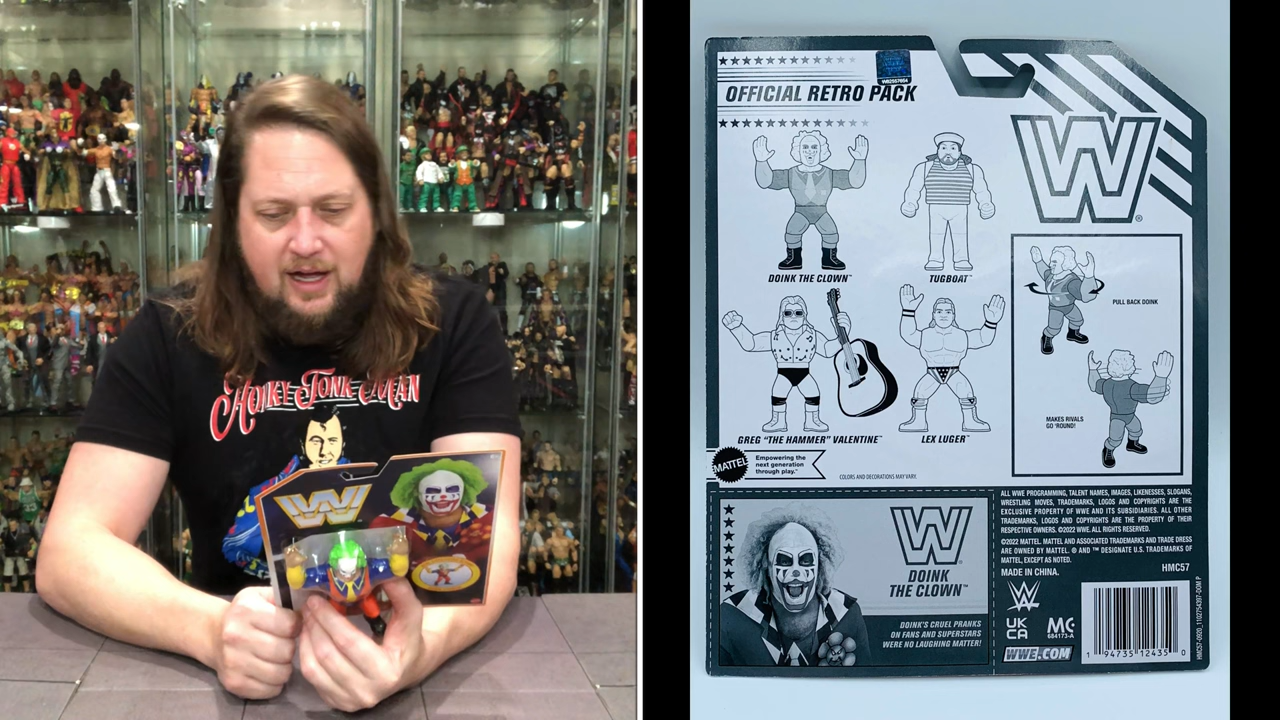 HONKY TONK MAN
W
W
WB2557654
OFFICIAL RETRO PACK
W®
DOINK THE CLOWN™
TUGBOAT™
PULL BACK DOINK
MAKES RIVALS
GO 'ROUND!
GREG "THE HAMMER" VALENTINE™
LEX LUGER™
MATTEL
Empowering the
next generation
through play.™
COLORS AND DECORATIONS MAY VARY.
W
DOINK
THE CLOWN™
DOINK'S CRUEL PRANKS
ON FANS AND SUPERSTARS
WERE NO LAUGHING MATTER!
ALL WWE PROGRAMMING, TALENT NAMES, IMAGES, LIKENESSES, SLOGANS,
WRESTLING MOVES, TRADEMARKS, LOGOS AND COPYRIGHTS ARE THE
EXCLUSIVE PROPERTY OF WWE AND ITS SUBSIDIARIES. ALL OTHER
TRADEMARKS, LOGOS AND COPYRIGHTS ARE THE PROPERTY OF THEIR
RESPECTIVE OWNERS. ©2022 WWE. ALL RIGHTS RESERVED.
©2022 MATTEL. MATTEL AND ASSOCIATED TRADEMARKS AND TRADE DRESS
ARE OWNED BY MATTEL. ® AND ™ DESIGNATE U.S. TRADEMARKS OF
MATTEL, EXCEPT AS NOTED.
HMC57
MADE IN CHINA.
W
UK
CA
684173-A
WWE.COM
1 94735 12435 0
HMC57-0920_1102754397-DOM P